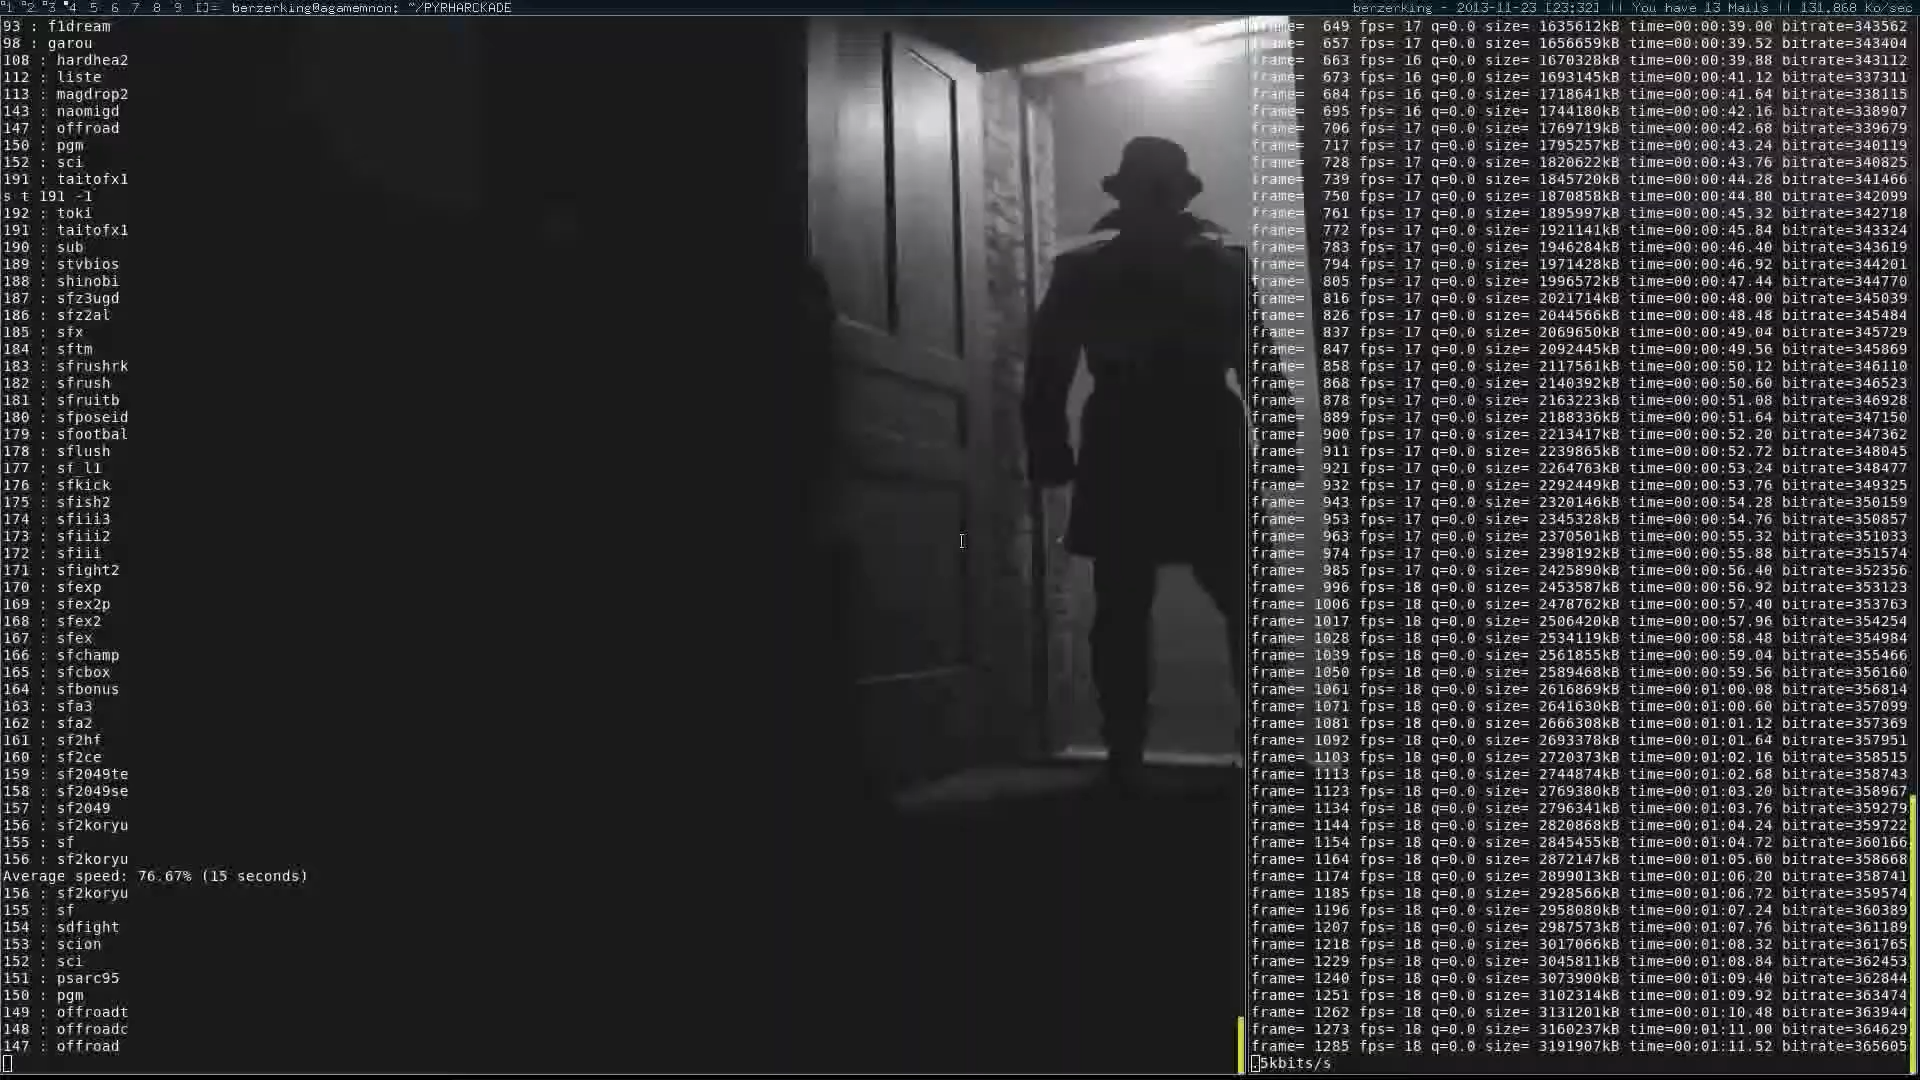 1 2 3 4 5 6 7 8 9 []= berzerking@agamemnon: ~/PYRHARCKADE
berzerking - 2013-11-23 [23:32] || You have 13 Mails || 131.868 Ko/sec
93 : f1dream
98 : garou
108 : hardhea2
112 : liste
113 : magdrop2
143 : naomigd
147 : offroad
150 : pgm
152 : sci
191 : taitofx1
s t 191 -1
192 : toki
191 : taitofx1
190 : sub
189 : stvbios
188 : shinobi
187 : sfz3ugd
186 : sfz2al
185 : sfx
184 : sftm
183 : sfrushrk
182 : sfrush
181 : sfruitb
180 : sfposeid
179 : sfootbal
178 : sflush
177 : sf_l1
176 : sfkick
175 : sfish2
174 : sfiii3
173 : sfiii2
172 : sfiii
171 : sfight2
170 : sfexp
169 : sfex2p
168 : sfex2
167 : sfex
166 : sfchamp
165 : sfcbox
164 : sfbonus
163 : sfa3
162 : sfa2
161 : sf2hf
160 : sf2ce
159 : sf2049te
158 : sf2049se
157 : sf2049
156 : sf2koryu
155 : sf
156 : sf2koryu
Average speed: 76.67% (15 seconds)
156 : sf2koryu
155 : sf
154 : sdfight
153 : scion
152 : sci
151 : psarc95
150 : pgm
149 : offroadt
148 : offroadc
147 : offroad
frame=  649 fps= 17 q=0.0 size= 1635612kB time=00:00:39.00 bitrate=343562
frame=  657 fps= 17 q=0.0 size= 1656659kB time=00:00:39.52 bitrate=343404
frame=  663 fps= 16 q=0.0 size= 1670328kB time=00:00:39.88 bitrate=343112
frame=  673 fps= 16 q=0.0 size= 1693145kB time=00:00:41.12 bitrate=337311
frame=  684 fps= 16 q=0.0 size= 1718641kB time=00:00:41.64 bitrate=338115
frame=  695 fps= 16 q=0.0 size= 1744180kB time=00:00:42.16 bitrate=338907
frame=  706 fps= 17 q=0.0 size= 1769719kB time=00:00:42.68 bitrate=339679
frame=  717 fps= 17 q=0.0 size= 1795257kB time=00:00:43.24 bitrate=340119
frame=  728 fps= 17 q=0.0 size= 1820622kB time=00:00:43.76 bitrate=340825
frame=  739 fps= 17 q=0.0 size= 1845720kB time=00:00:44.28 bitrate=341466
frame=  750 fps= 17 q=0.0 size= 1870858kB time=00:00:44.80 bitrate=342099
frame=  761 fps= 17 q=0.0 size= 1895997kB time=00:00:45.32 bitrate=342718
frame=  772 fps= 17 q=0.0 size= 1921141kB time=00:00:45.84 bitrate=343324
frame=  783 fps= 17 q=0.0 size= 1946284kB time=00:00:46.40 bitrate=343619
frame=  794 fps= 17 q=0.0 size= 1971428kB time=00:00:46.92 bitrate=344201
frame=  805 fps= 17 q=0.0 size= 1996572kB time=00:00:47.44 bitrate=344770
frame=  816 fps= 17 q=0.0 size= 2021714kB time=00:00:48.00 bitrate=345039
frame=  826 fps= 17 q=0.0 size= 2044566kB time=00:00:48.48 bitrate=345484
frame=  837 fps= 17 q=0.0 size= 2069650kB time=00:00:49.04 bitrate=345729
frame=  847 fps= 17 q=0.0 size= 2092445kB time=00:00:49.56 bitrate=345869
frame=  858 fps= 17 q=0.0 size= 2117561kB time=00:00:50.12 bitrate=346110
frame=  868 fps= 17 q=0.0 size= 2140392kB time=00:00:50.60 bitrate=346523
frame=  878 fps= 17 q=0.0 size= 2163223kB time=00:00:51.08 bitrate=346928
frame=  889 fps= 17 q=0.0 size= 2188336kB time=00:00:51.64 bitrate=347150
frame=  900 fps= 17 q=0.0 size= 2213417kB time=00:00:52.20 bitrate=347362
frame=  911 fps= 17 q=0.0 size= 2239865kB time=00:00:52.72 bitrate=348045
frame=  921 fps= 17 q=0.0 size= 2264763kB time=00:00:53.24 bitrate=348477
frame=  932 fps= 17 q=0.0 size= 2292449kB time=00:00:53.76 bitrate=349325
frame=  943 fps= 17 q=0.0 size= 2320146kB time=00:00:54.28 bitrate=350159
frame=  953 fps= 17 q=0.0 size= 2345328kB time=00:00:54.76 bitrate=350857
frame=  963 fps= 17 q=0.0 size= 2370501kB time=00:00:55.32 bitrate=351033
frame=  974 fps= 17 q=0.0 size= 2398192kB time=00:00:55.88 bitrate=351574
frame=  985 fps= 17 q=0.0 size= 2425890kB time=00:00:56.40 bitrate=352356
frame=  996 fps= 18 q=0.0 size= 2453587kB time=00:00:56.92 bitrate=353123
frame= 1006 fps= 18 q=0.0 size= 2478762kB time=00:00:57.40 bitrate=353763
frame= 1017 fps= 18 q=0.0 size= 2506420kB time=00:00:57.96 bitrate=354254
frame= 1028 fps= 18 q=0.0 size= 2534119kB time=00:00:58.48 bitrate=354984
frame= 1039 fps= 18 q=0.0 size= 2561855kB time=00:00:59.04 bitrate=355466
frame= 1050 fps= 18 q=0.0 size= 2589468kB time=00:00:59.56 bitrate=356160
frame= 1061 fps= 18 q=0.0 size= 2616869kB time=00:01:00.08 bitrate=356814
frame= 1071 fps= 18 q=0.0 size= 2641630kB time=00:01:00.60 bitrate=357099
frame= 1081 fps= 18 q=0.0 size= 2666308kB time=00:01:01.12 bitrate=357369
frame= 1092 fps= 18 q=0.0 size= 2693378kB time=00:01:01.64 bitrate=357951
frame= 1103 fps= 18 q=0.0 size= 2720373kB time=00:01:02.16 bitrate=358515
frame= 1113 fps= 18 q=0.0 size= 2744874kB time=00:01:02.68 bitrate=358743
frame= 1123 fps= 18 q=0.0 size= 2769380kB time=00:01:03.20 bitrate=358967
frame= 1134 fps= 18 q=0.0 size= 2796341kB time=00:01:03.76 bitrate=359279
frame= 1144 fps= 18 q=0.0 size= 2820868kB time=00:01:04.24 bitrate=359722
frame= 1154 fps= 18 q=0.0 size= 2845455kB time=00:01:04.72 bitrate=360166
frame= 1164 fps= 18 q=0.0 size= 2872147kB time=00:01:05.60 bitrate=358668
frame= 1174 fps= 18 q=0.0 size= 2899013kB time=00:01:06.20 bitrate=358741
frame= 1185 fps= 18 q=0.0 size= 2928566kB time=00:01:06.72 bitrate=359574
frame= 1196 fps= 18 q=0.0 size= 2958080kB time=00:01:07.24 bitrate=360389
frame= 1207 fps= 18 q=0.0 size= 2987573kB time=00:01:07.76 bitrate=361189
frame= 1218 fps= 18 q=0.0 size= 3017066kB time=00:01:08.32 bitrate=361765
frame= 1229 fps= 18 q=0.0 size= 3045811kB time=00:01:08.84 bitrate=362453
frame= 1240 fps= 18 q=0.0 size= 3073900kB time=00:01:09.40 bitrate=362844
frame= 1251 fps= 18 q=0.0 size= 3102314kB time=00:01:09.92 bitrate=363474
frame= 1262 fps= 18 q=0.0 size= 3131201kB time=00:01:10.48 bitrate=363944
frame= 1273 fps= 18 q=0.0 size= 3160237kB time=00:01:11.00 bitrate=364629
frame= 1285 fps= 18 q=0.0 size= 3191907kB time=00:01:11.52 bitrate=365605
.5kbits/s